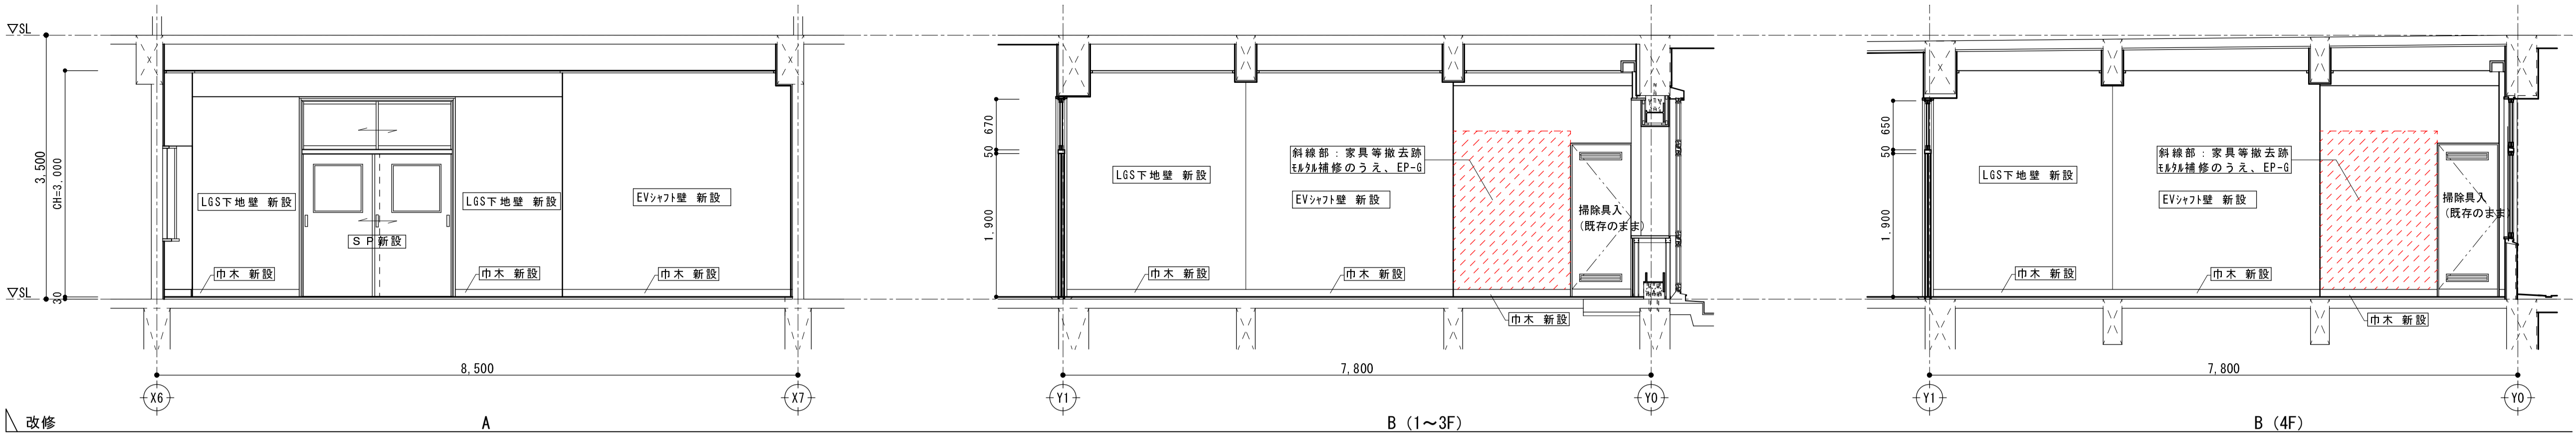 ▽SL
3,500
CH=3,000
30
▽SL
LGS下地壁 新設
ＳＰ新設
LGS下地壁 新設
EVシャフト壁 新設
巾木 新設
巾木 新設
巾木 新設
8,500
X6
X7
改修
A
670
50
1,900
LGS下地壁 新設
斜線部：家具等撤去跡
モルタル補修のうえ、EP-G
EVシャフト壁 新設
掃除具入
(既存のまま)
巾木 新設
巾木 新設
巾木 新設
7,800
Y1
Y0
B (1～3F)
650
50
1,900
LGS下地壁 新設
斜線部：家具等撤去跡
モルタル補修のうえ、EP-G
EVシャフト壁 新設
掃除具入
(既存のまま)
巾木 新設
巾木 新設
巾木 新設
7,800
Y1
Y0
B (4F)